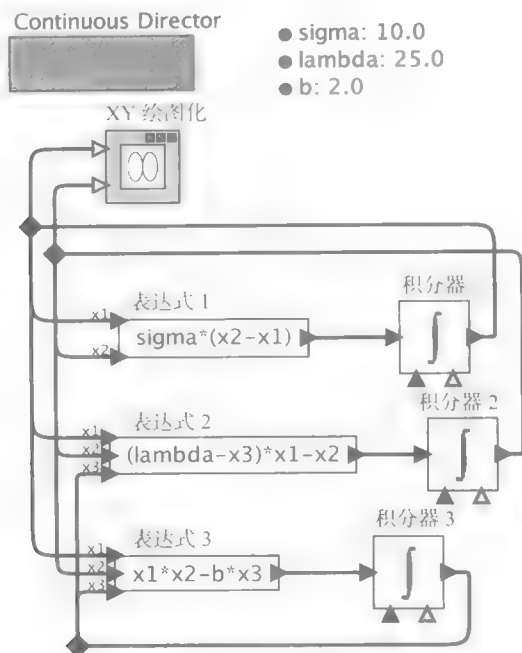 Continuous Director
sigma: 10.0
lambda: 25.0
b: 2.0
XY 绘图化
积分器
表达式 1
x1
sigma*(x2-x1)
x2
积分器 2
表达式 2
x1
x2
(lambda-x3)*x1-x2
x3
积分器 3
表达式 3
x1
x2
x1*x2-b*x3
x3